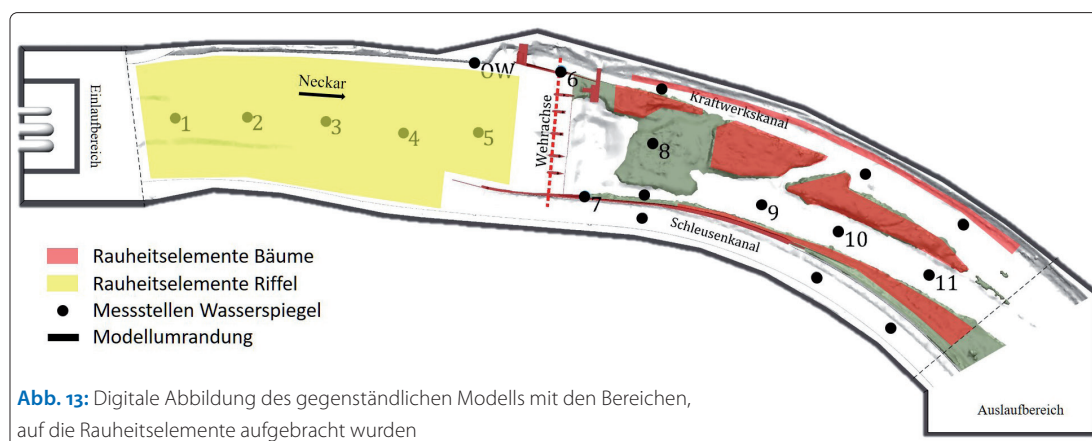 Einlaufbereich
Neckar
1
2
3
4
5
OW
6
Wehrachse
7
8
9
10
11
Kraftwerkskanal
Schleusenkanal
Rauheitselemente Bäume
Rauheitselemente Riffel
Messstellen Wasserspiegel
Modellumrandung
Auslaufbereich
Abb. 13: Digitale Abbildung des gegenständlichen Modells mit den Bereichen,
auf die Rauheitselemente aufgebracht wurden